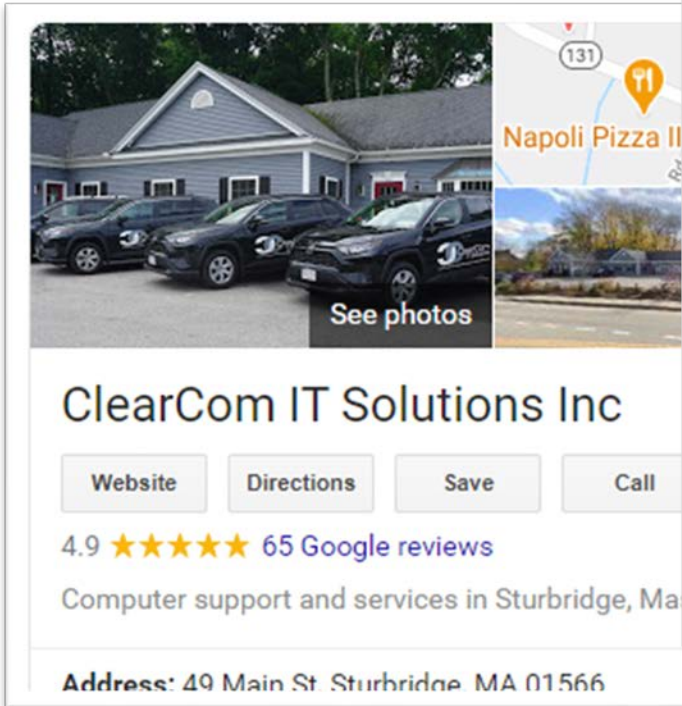 131
Napoli Pizza II
Rd
See photos
ClearCom IT Solutions Inc
Website
Directions
Save
Call
4.9
65 Google reviews
Computer support and services in Sturbridge, Ma
Address: 49 Main St, Sturbridge, MA 01566